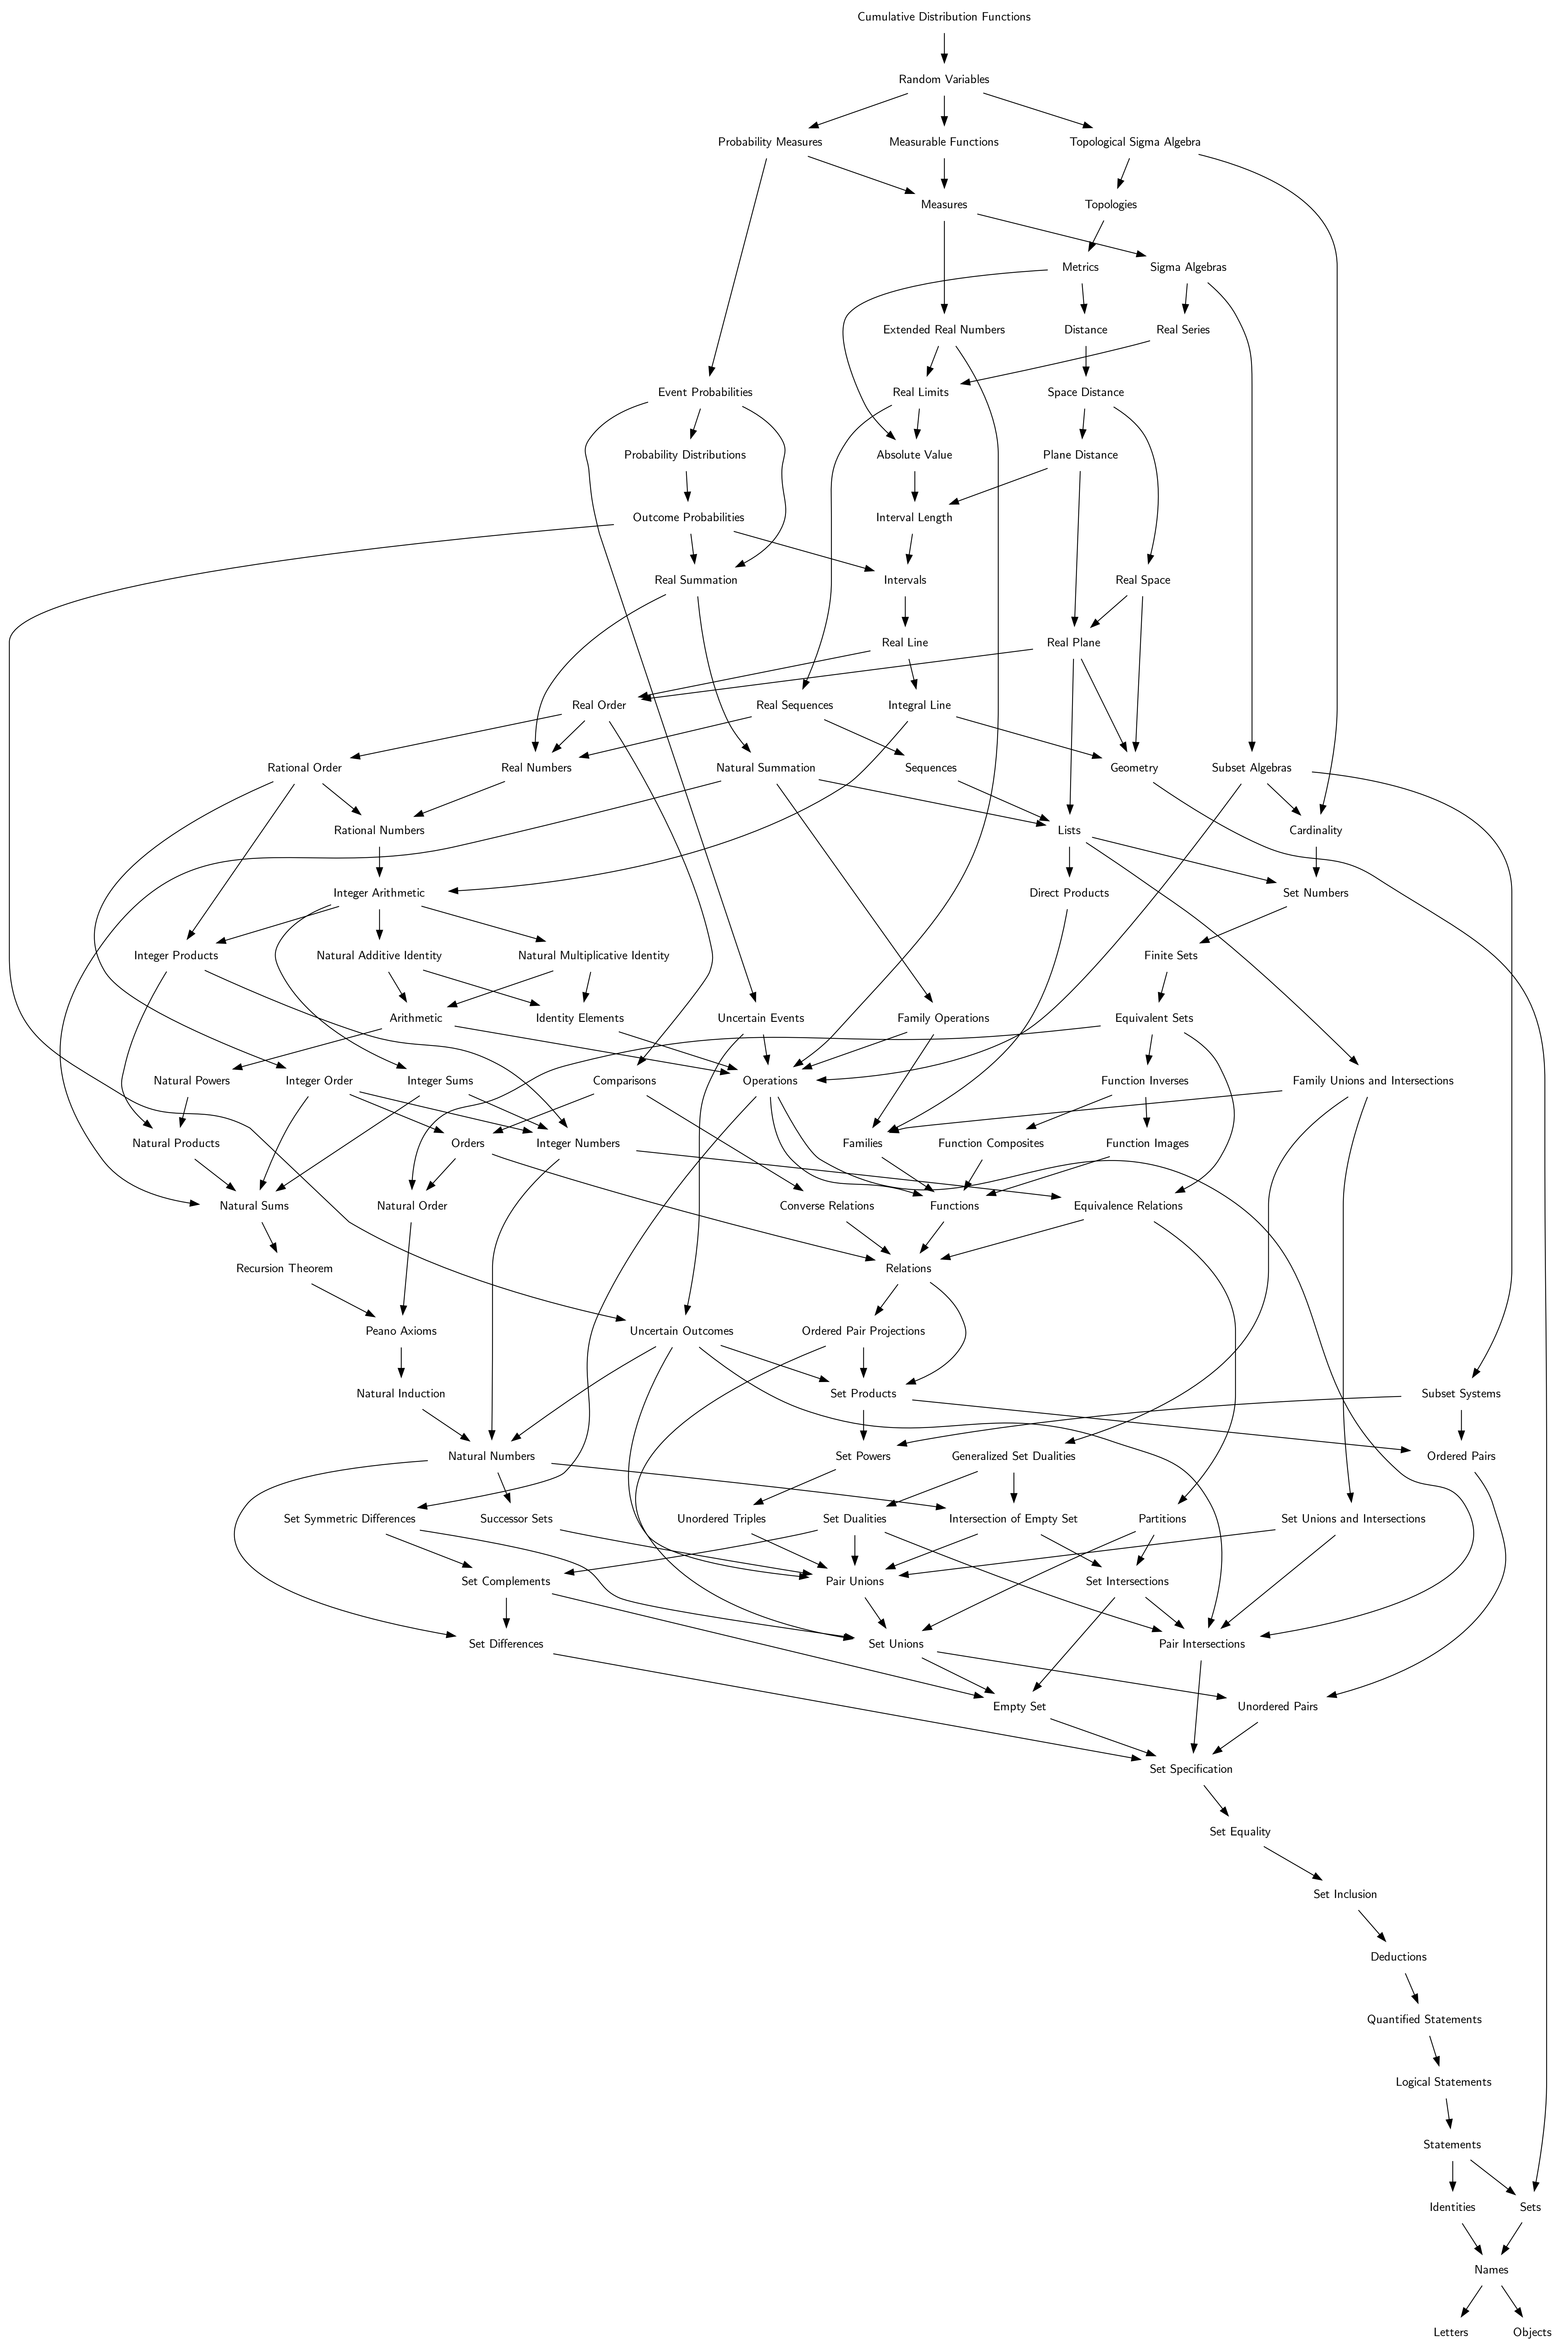 Cumulative Distribution Functions
Random Variables
Probability Measures
Measurable Functions
Topological Sigma Algebra
Measures
Topologies
Metrics
Sigma Algebras
Extended Real Numbers
Distance
Real Series
Event Probabilities
Real Limits
Space Distance
Probability Distributions
Absolute Value
Plane Distance
Outcome Probabilities
Interval Length
Real Summation
Intervals
Real Space
Real Line
Real Plane
Real Order
Real Sequences
Integral Line
Rational Order
Real Numbers
Natural Summation
Sequences
Geometry
Subset Algebras
Rational Numbers
Lists
Cardinality
Integer Arithmetic
Direct Products
Set Numbers
Integer Products
Natural Additive Identity
Natural Multiplicative Identity
Finite Sets
Arithmetic
Identity Elements
Uncertain Events
Family Operations
Equivalent Sets
Natural Powers
Integer Order
Integer Sums
Comparisons
Operations
Function Inverses
Family Unions and Intersections
Natural Products
Orders
Integer Numbers
Families
Function Composites
Function Images
Natural Sums
Natural Order
Converse Relations
Functions
Equivalence Relations
Recursion Theorem
Relations
Peano Axioms
Uncertain Outcomes
Ordered Pair Projections
Natural Induction
Set Products
Subset Systems
Natural Numbers
Set Powers
Generalized Set Dualities
Ordered Pairs
Set Symmetric Differences
Successor Sets
Unordered Triples
Set Dualities
Intersection of Empty Set
Partitions
Set Unions and Intersections
Set Complements
Pair Unions
Set Intersections
Set Differences
Set Unions
Pair Intersections
Empty Set
Unordered Pairs
Set Specification
Set Equality
Set Inclusion
Deductions
Quantified Statements
Logical Statements
Statements
Identities
Sets
Names
Letters
Objects